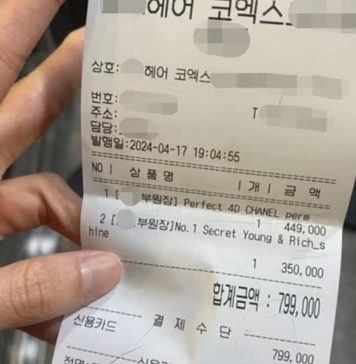 헤어 코엑스
상호: 헤어 코엑스
번호:
T
주소:
담당:
발행일:2024-04-17 19:04:55
NO| 상 품 명 |개| 금 액
1 [ 부원장] Perfect 4D CHANEL perm
1 449,000
2 [ 부원장]No.1 Secret Young & Rich_s
hine
1 350,000
합계금액 : 799,000
결 제 수 단
신용카드 799,000